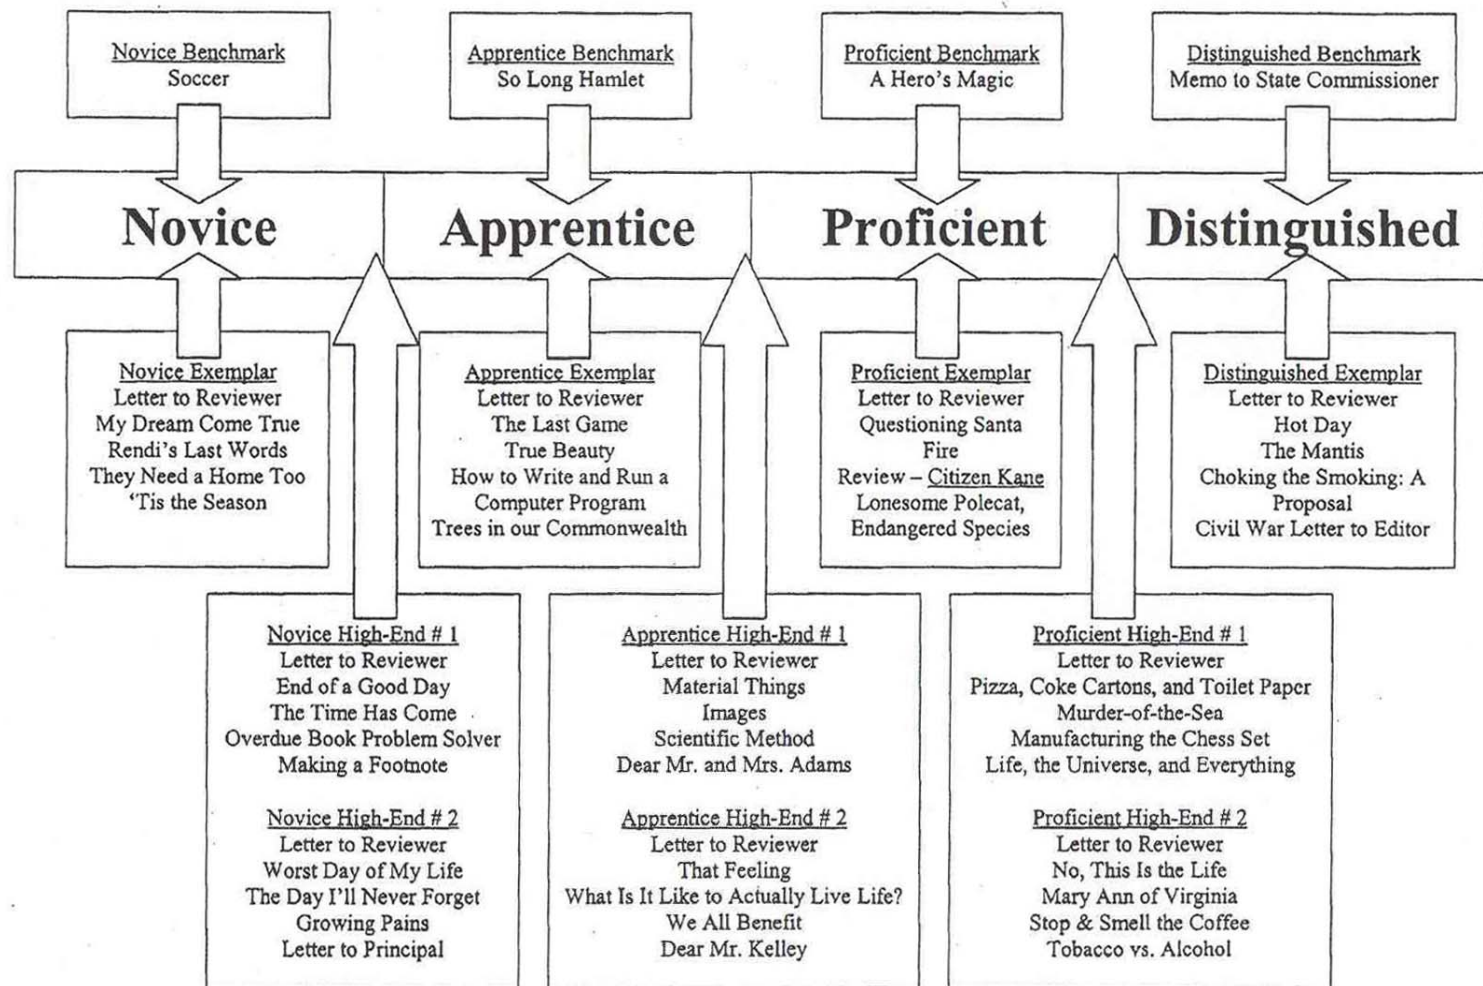 Novice Benchmark
Soccer
Apprentice Benchmark
So Long Hamlet
Proficient Benchmark
A Hero's Magic
Distinguished Benchmark
Memo to State Commissioner
Novice
Apprentice
Proficient
Distinguished
Novice Exemplar
Letter to Reviewer
My Dream Come True
Rendi's Last Words
They Need a Home Too
'Tis the Season
Apprentice Exemplar
Letter to Reviewer
The Last Game
True Beauty
How to Write and Run a
Computer Program
Trees in our Commonwealth
Proficient Exemplar
Letter to Reviewer
Questioning Santa
Fire
Review – Citizen Kane
Lonesome Polecat,
Endangered Species
Distinguished Exemplar
Letter to Reviewer
Hot Day
The Mantis
Choking the Smoking: A
Proposal
Civil War Letter to Editor
Novice High-End # 1
Letter to Reviewer
End of a Good Day
The Time Has Come
Overdue Book Problem Solver
Making a Footnote
Novice High-End # 2
Letter to Reviewer
Worst Day of My Life
The Day I'll Never Forget
Growing Pains
Letter to Principal
Apprentice High-End # 1
Letter to Reviewer
Material Things
Images
Scientific Method
Dear Mr. and Mrs. Adams
Apprentice High-End # 2
Letter to Reviewer
That Feeling
What Is It Like to Actually Live Life?
We All Benefit
Dear Mr. Kelley
Proficient High-End # 1
Letter to Reviewer
Pizza, Coke Cartons, and Toilet Paper
Murder-of-the-Sea
Manufacturing the Chess Set
Life, the Universe, and Everything
Proficient High-End # 2
Letter to Reviewer
No, This Is the Life
Mary Ann of Virginia
Stop & Smell the Coffee
Tobacco vs. Alcohol